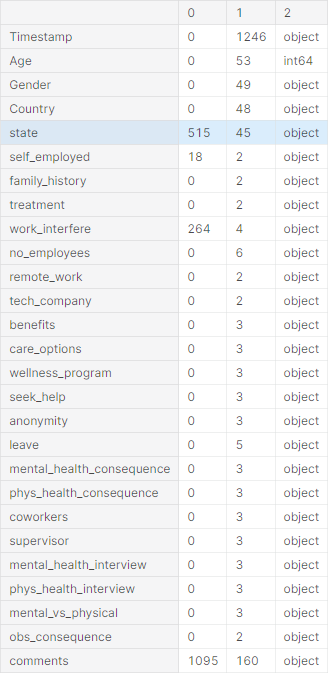 0 1 2
Timestamp 0 1246 object
Age 0 53 int64
Gender 0 49 object
Country 0 48 object
state 515 45 object
self_employed 18 2 object
family_history 0 2 object
treatment 0 2 object
work_interfere 264 4 object
no_employees 0 6 object
remote_work 0 2 object
tech_company 0 2 object
benefits 0 3 object
care_options 0 3 object
wellness_program 0 3 object
seek_help 0 3 object
anonymity 0 3 object
leave 0 5 object
mental_health_consequence 0 3 object
phys_health_consequence 0 3 object
coworkers 0 3 object
supervisor 0 3 object
mental_health_interview 0 3 object
phys_health_interview 0 3 object
mental_vs_physical 0 3 object
obs_consequence 0 2 object
comments 1095 160 object